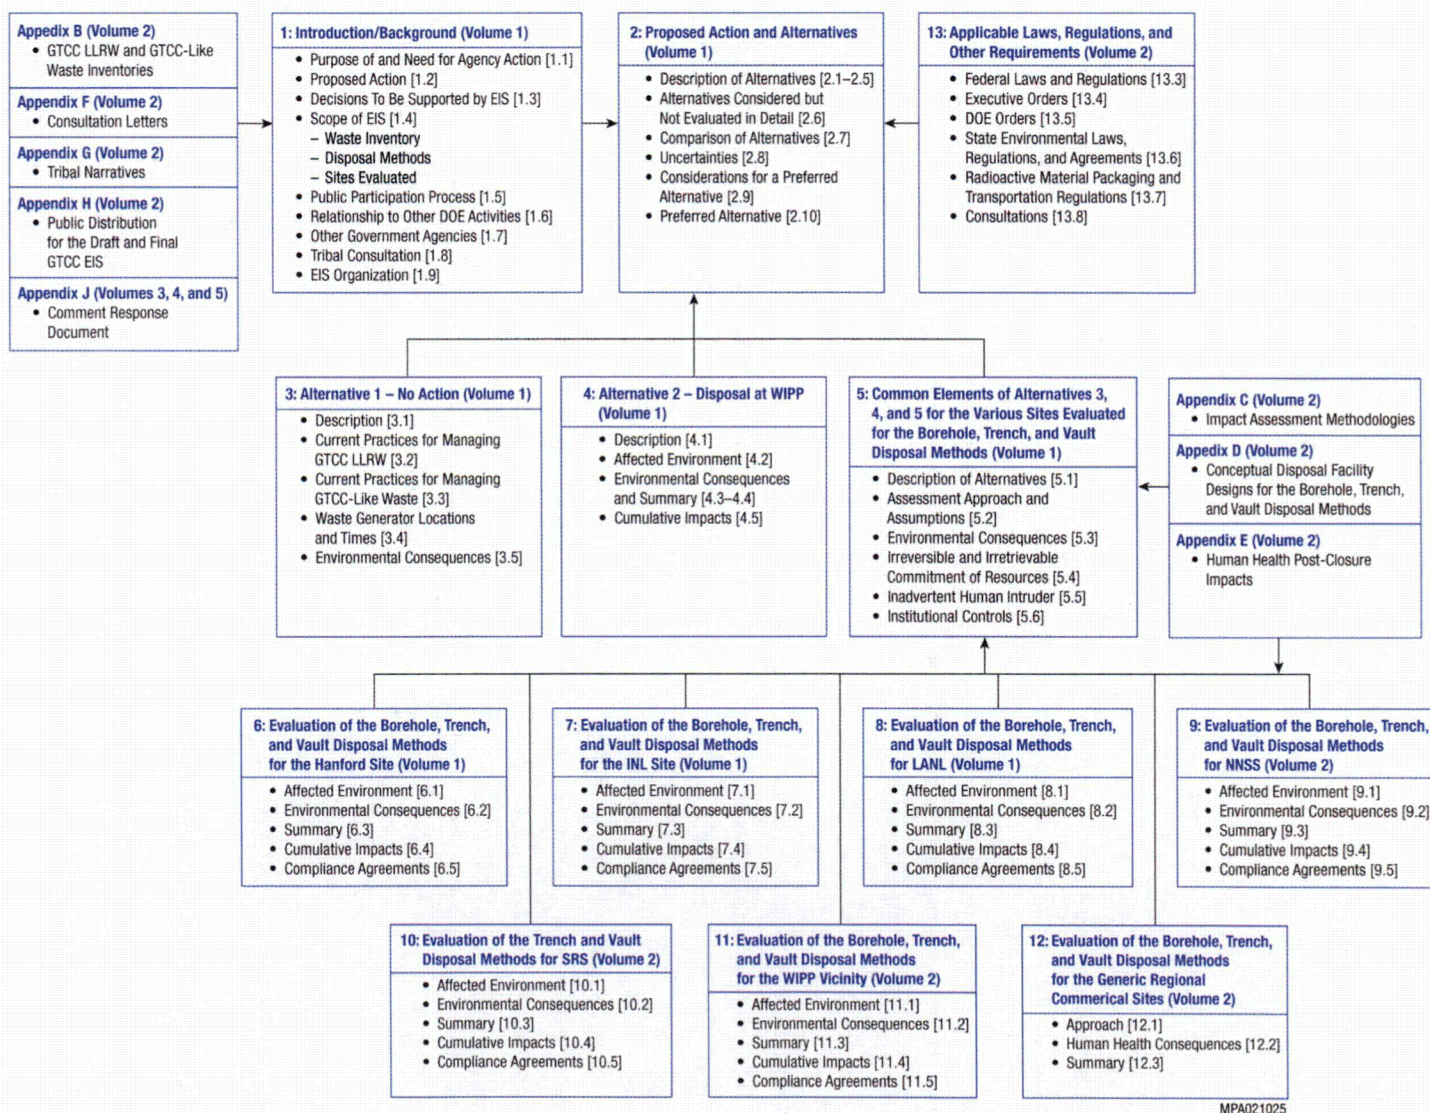 Appedix B (Volume 2)
• GTCC LLRW and GTCC-Like
Waste Inventories
Appendix F (Volume 2)
• Consultation Letters
Appendix G (Volume 2)
• Tribal Narratives
Appendix H (Volume 2)
• Public Distribution
for the Draft and Final
GTCC EIS
Appendix J (Volumes 3, 4, and 5)
• Comment Response
Document
1: Introduction/Background (Volume 1)
• Purpose of and Need for Agency Action [1.1]
• Proposed Action [1.2]
• Decisions To Be Supported by EIS [1.3]
• Scope of EIS [1.4]
– Waste Inventory
– Disposal Methods
– Sites Evaluated
• Public Participation Process [1.5]
• Relationship to Other DOE Activities [1.6]
• Other Government Agencies [1.7]
• Tribal Consultation [1.8]
• EIS Organization [1.9]
2: Proposed Action and Alternatives
(Volume 1)
• Description of Alternatives [2.1–2.5]
• Alternatives Considered but
Not Evaluated in Detail [2.6]
• Comparison of Alternatives [2.7]
• Uncertainties [2.8]
• Considerations for a Preferred
Alternative [2.9]
• Preferred Alternative [2.10]
13: Applicable Laws, Regulations, and
Other Requirements (Volume 2)
• Federal Laws and Regulations [13.3]
• Executive Orders [13.4]
• DOE Orders [13.5]
• State Environmental Laws,
Regulations, and Agreements [13.6]
• Radioactive Material Packaging and
Transportation Regulations [13.7]
• Consultations [13.8]
3: Alternative 1 – No Action (Volume 1)
• Description [3.1]
• Current Practices for Managing
GTCC LLRW [3.2]
• Current Practices for Managing
GTCC-Like Waste [3.3]
• Waste Generator Locations
and Times [3.4]
• Environmental Consequences [3.5]
4: Alternative 2 – Disposal at WIPP
(Volume 1)
• Description [4.1]
• Affected Environment [4.2]
• Environmental Consequences
and Summary [4.3–4.4]
• Cumulative Impacts [4.5]
5: Common Elements of Alternatives 3,
4, and 5 for the Various Sites Evaluated
for the Borehole, Trench, and Vault
Disposal Methods (Volume 1)
• Description of Alternatives [5.1]
• Assessment Approach and
Assumptions [5.2]
• Environmental Consequences [5.3]
• Irreversible and Irretrievable
Commitment of Resources [5.4]
• Inadvertent Human Intruder [5.5]
• Institutional Controls [5.6]
Appendix C (Volume 2)
• Impact Assessment Methodologies
Appedix D (Volume 2)
• Conceptual Disposal Facility
Designs for the Borehole, Trench,
and Vault Disposal Methods
Appendix E (Volume 2)
• Human Health Post-Closure
Impacts
6: Evaluation of the Borehole, Trench,
and Vault Disposal Methods
for the Hanford Site (Volume 1)
• Affected Environment [6.1]
• Environmental Consequences [6.2]
• Summary [6.3]
• Cumulative Impacts [6.4]
• Compliance Agreements [6.5]
7: Evaluation of the Borehole, Trench,
and Vault Disposal Methods
for the INL Site (Volume 1)
• Affected Environment [7.1]
• Environmental Consequences [7.2]
• Summary [7.3]
• Cumulative Impacts [7.4]
• Compliance Agreements [7.5]
8: Evaluation of the Borehole, Trench,
and Vault Disposal Methods
for LANL (Volume 1)
• Affected Environment [8.1]
• Environmental Consequences [8.2]
• Summary [8.3]
• Cumulative Impacts [8.4]
• Compliance Agreements [8.5]
9: Evaluation of the Borehole, Trench,
and Vault Disposal Methods
for NNSS (Volume 2)
• Affected Environment [9.1]
• Environmental Consequences [9.2]
• Summary [9.3]
• Cumulative Impacts [9.4]
• Compliance Agreements [9.5]
10: Evaluation of the Trench and Vault
Disposal Methods for SRS (Volume 2)
• Affected Environment [10.1]
• Environmental Consequences [10.2]
• Summary [10.3]
• Cumulative Impacts [10.4]
• Compliance Agreements [10.5]
11: Evaluation of the Borehole, Trench,
and Vault Disposal Methods
for the WIPP Vicinity (Volume 2)
• Affected Environment [11.1]
• Environmental Consequences [11.2]
• Summary [11.3]
• Cumulative Impacts [11.4]
• Compliance Agreements [11.5]
12: Evaluation of the Borehole, Trench,
and Vault Disposal Methods
for the Generic Regional
Commerical Sites (Volume 2)
• Approach [12.1]
• Human Health Consequences [12.2]
• Summary [12.3]
MPA021025